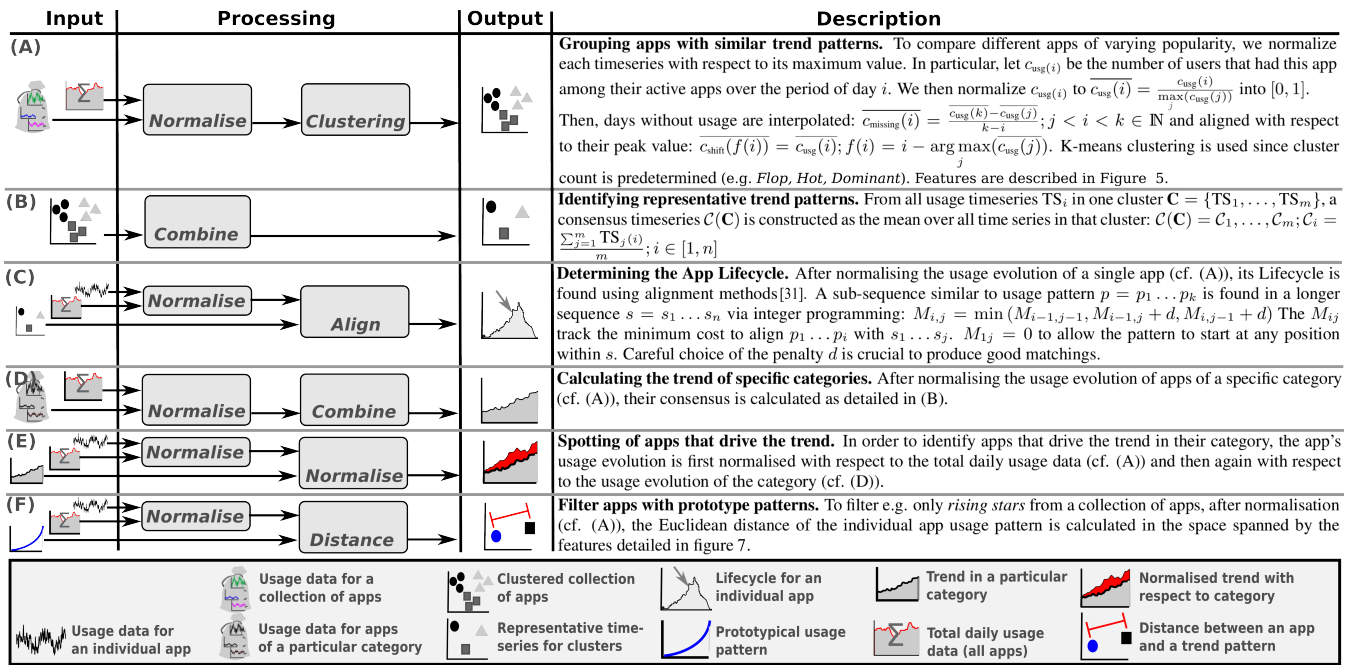 Input Processing Output Description
(A)
Normalise Clustering
Grouping apps with similar trend patterns. To compare different apps of varying popularity, we normalize
each timeseries with respect to its maximum value. In particular, let c_usg(i) be the number of users that had this app
among their active apps over the period of day i. We then normalize c_usg(i) to \overline{c_usg(i)} = \frac{c_usg(i)}{\max_j(c_usg(j))} into [0, 1].
Then, days without usage are interpolated: \overline{c_missing(i)} = \frac{\overline{c_usg(k)}-\overline{c_usg(j)}}{k-i}; j < i < k ∈ ℕ and aligned with respect
to their peak value: \overline{c_shift(f(i))} = \overline{c_usg(i)}; f(i) = i − arg max_j(\overline{c_usg(j)}). K-means clustering is used since cluster
count is predetermined (e.g. Flop, Hot, Dominant). Features are described in Figure 5.
(B)
Combine
Identifying representative trend patterns. From all usage timeseries TS_i in one cluster C = {TS_1, . . . , TS_m}, a
consensus timeseries C(C) is constructed as the mean over all time series in that cluster: C(C) = C_1, . . . , C_m; C_i =
\frac{\sum_{j=1}^{m} TS_j(i)}{m}; i ∈ [1, n]
(C)
Normalise
Align
Determining the App Lifecycle. After normalising the usage evolution of a single app (cf. (A)), its Lifecycle is
found using alignment methods[31]. A sub-sequence similar to usage pattern p = p_1 . . . p_k is found in a longer
sequence s = s_1 . . . s_n via integer programming: M_{i,j} = min (M_{i−1,j−1}, M_{i−1,j} + d, M_{i,j−1} + d) The M_{ij}
track the minimum cost to align p_1 . . . p_i with s_1 . . . s_j. M_{1j} = 0 to allow the pattern to start at any position
within s. Careful choice of the penalty d is crucial to produce good matchings.
(D)
Normalise Combine
Calculating the trend of specific categories. After normalising the usage evolution of apps of a specific category
(cf. (A)), their consensus is calculated as detailed in (B).
(E)
Normalise
Normalise
Spotting of apps that drive the trend. In order to identify apps that drive the trend in their category, the app's
usage evolution is first normalised with respect to the total daily usage data (cf. (A)) and then again with respect
to the usage evolution of the category (cf. (D)).
(F)
Normalise
Distance
Filter apps with prototype patterns. To filter e.g. only rising stars from a collection of apps, after normalisation
(cf. (A)), the Euclidean distance of the individual app usage pattern is calculated in the space spanned by the
features detailed in figure 7.
Usage data for an individual app
Usage data for a
collection of apps
Usage data for apps
of a particular category
Clustered collection
of apps
Representative time-
series for clusters
Lifecycle for an
individual app
Prototypical usage
pattern
Trend in a particular
category
Σ
Total daily usage
data (all apps)
Normalised trend with
respect to category
Distance between an app
and a trend pattern